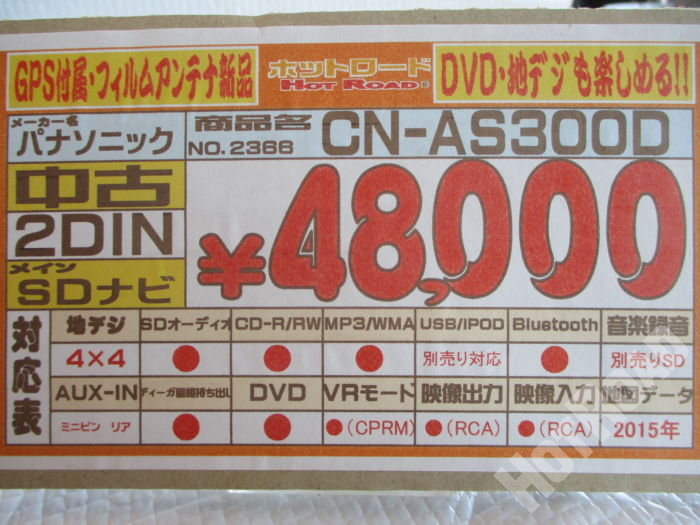 GPS付属・フィルムアンテナ新品
ホットロード
HOT ROAD
DVD・地デジも楽しめる!!
メーカー名
パナソニック
商品名
NO.2366
CN-AS300D
中古
2DIN
メイン
SDナビ
¥48,000
対応表
地デジ SDオーディオ CD-R/RW MP3/WMA USB/IPOD Bluetooth 音楽録音
4×4 ● ● ● 別売り対応 ● 別売りSD
AUX-IN ディーガ番組持ち出し DVD VRモード 映像出力 映像入力 地図データ
ミニピン リア ● ● ●(CPRM) ●(RCA) ●(RCA) 2015年